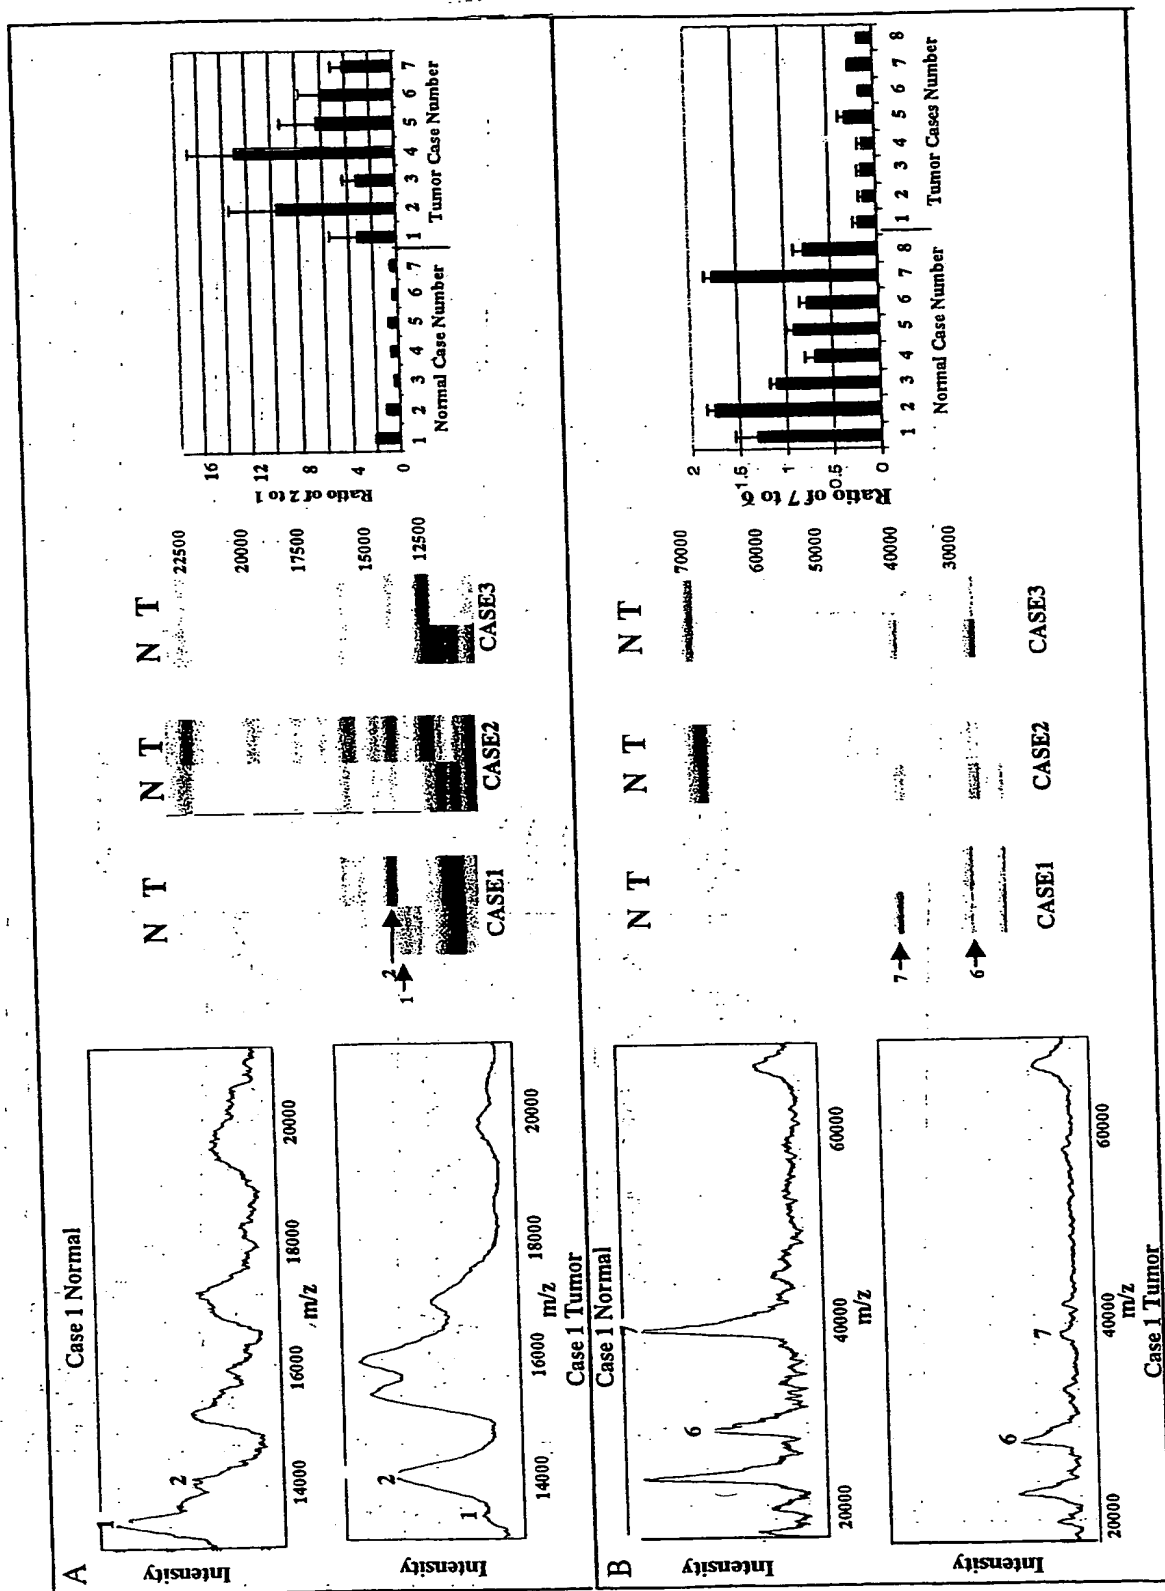 A
Case 1 Normal
Intensity
1
2
14000
16000
18000
20000
m/z
Intensity
1
2
14000
16000
18000
20000
m/z
Case 1 Tumor
N T
N T
N T
22500
20000
17500
15000
12500
1
2
CASE1
CASE2
CASE3
Ratio of 2 to 1
16
12
8
4
0
1 2 3 4 5 6 7 1 2 3 4 5 6 7
Normal Case Number Tumor Case Number
B
Case 1 Normal
Intensity
6
7
20000
40000
60000
m/z
Intensity
6
7
20000
40000
60000
m/z
Case 1 Tumor
N T
N T
N T
70000
60000
50000
40000
30000
7
6
CASE1
CASE2
CASE3
Ratio of 7 to 6
2
1.5
1
0.5
0
1 2 3 4 5 6 7 8 1 2 3 4 5 6 7 8
Normal Case Number Tumor Cases Number